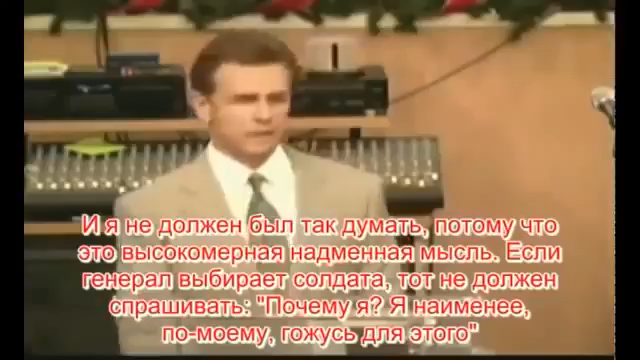 И я не должен был так думать, потому что
это высокомерная надменная мысль. Если
генерал выбирает солдата, тот не должен
спрашивать: "Почему я? Я наименее,
по-моему, гожусь для этого"